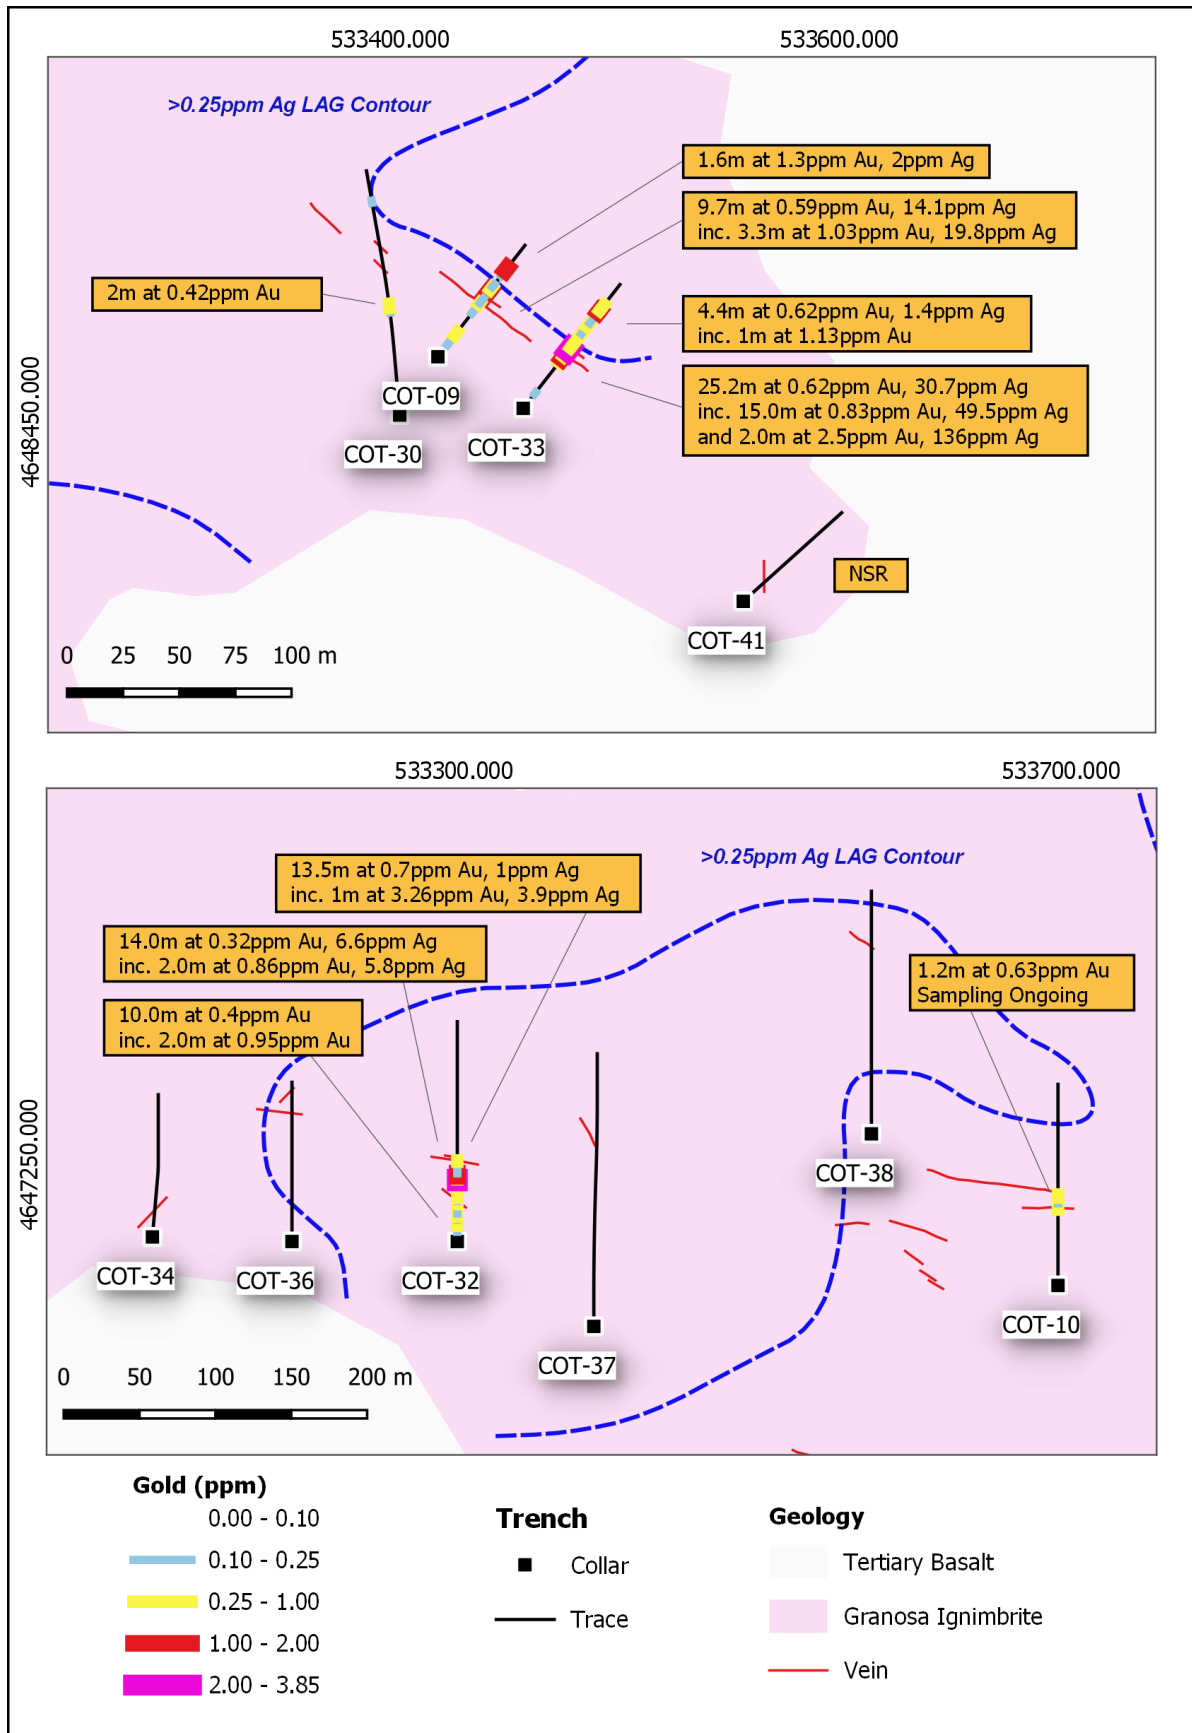 533400.000
533600.000
>0.25ppm Ag LAG Contour
1.6m at 1.3ppm Au, 2ppm Ag
9.7m at 0.59ppm Au, 14.1ppm Ag
inc. 3.3m at 1.03ppm Au, 19.8ppm Ag
2m at 0.42ppm Au
4.4m at 0.62ppm Au, 1.4ppm Ag
inc. 1m at 1.13ppm Au
25.2m at 0.62ppm Au, 30.7ppm Ag
inc. 15.0m at 0.83ppm Au, 49.5ppm Ag
and 2.0m at 2.5ppm Au, 136ppm Ag
4648450.000
COT-09
COT-30
COT-33
NSR
COT-41
0 25 50 75 100 m
533300.000
533700.000
>0.25ppm Ag LAG Contour
13.5m at 0.7ppm Au, 1ppm Ag
inc. 1m at 3.26ppm Au, 3.9ppm Ag
14.0m at 0.32ppm Au, 6.6ppm Ag
inc. 2.0m at 0.86ppm Au, 5.8ppm Ag
10.0m at 0.4ppm Au
inc. 2.0m at 0.95ppm Au
1.2m at 0.63ppm Au
Sampling Ongoing
4647250.000
COT-38
COT-34
COT-36
COT-32
COT-10
COT-37
0 50 100 150 200 m
Gold (ppm)
0.00 - 0.10
0.10 - 0.25
0.25 - 1.00
1.00 - 2.00
2.00 - 3.85
Trench
Collar
Trace
Geology
Tertiary Basalt
Granosa Ignimbrite
Vein